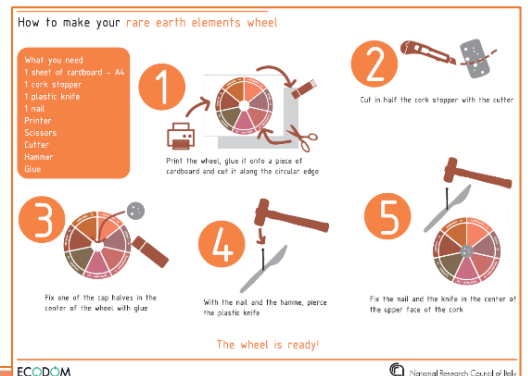 How to make your rare earth elements wheel
What you need
1 sheet of cardboard - A4
1 cork stopper
1 plastic knife
1 nail
Printer
Scissors
Cutter
Hammer
Glue
1
Print the wheel, glue it onto a piece of
cardboard and cut it along the circular edge
2
Cut in half the cork stopper with the cutter
3
Fix one of the cap halves in the
center of the wheel with glue
4
With the nail and the hamme, pierce
the plastic knife
5
Fix the nail and the knife in the center of
the upper face of the cork
The wheel is ready!
ECODOM
National Research Council of Italy